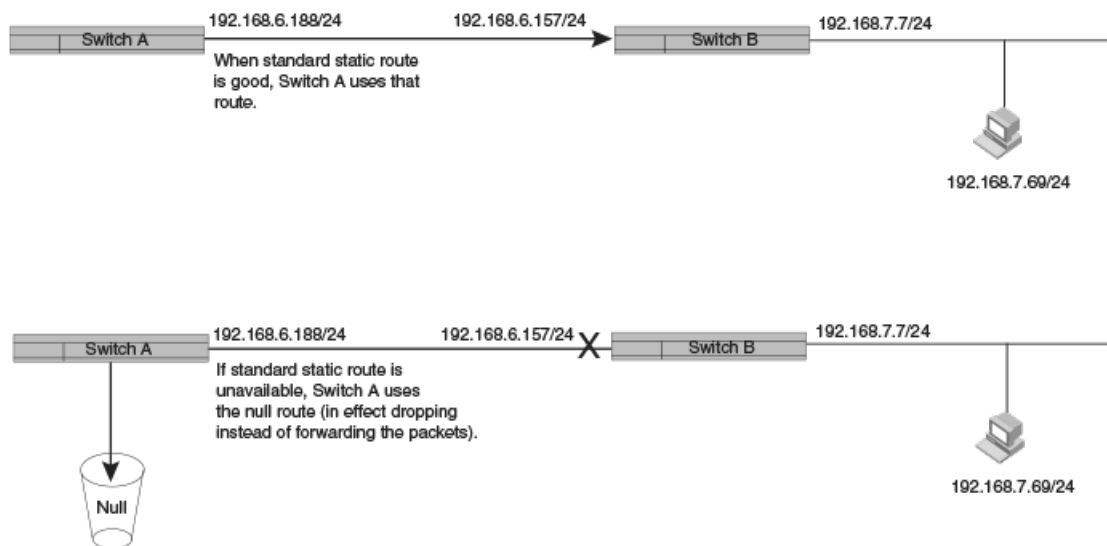 192.168.6.188/24
192.168.6.157/24
192.168.7.7/24
Switch A
Switch B
When standard static route
is good, Switch A uses that
route.
192.168.7.69/24
192.168.6.188/24
192.168.6.157/24
192.168.7.7/24
X
Switch A
Switch B
If standard static route is
unavailable, Switch A uses
the null route (in effect dropping
instead of forwarding the packets).
192.168.7.69/24
Null